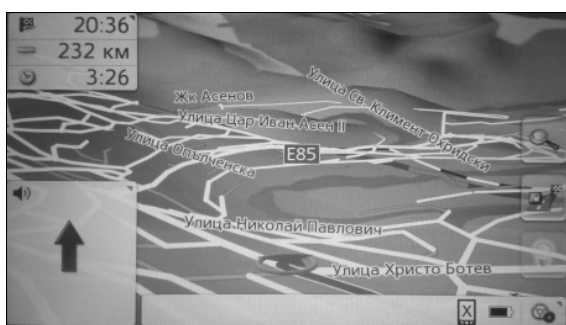 20:36
232 км
3:26
Жк Асенов
Улица Св. Климент Охридски
Улица Цар Иван Асен II
Улица Опълченска
E85
Улица Николай Павлович
Улица Христо Ботев
X